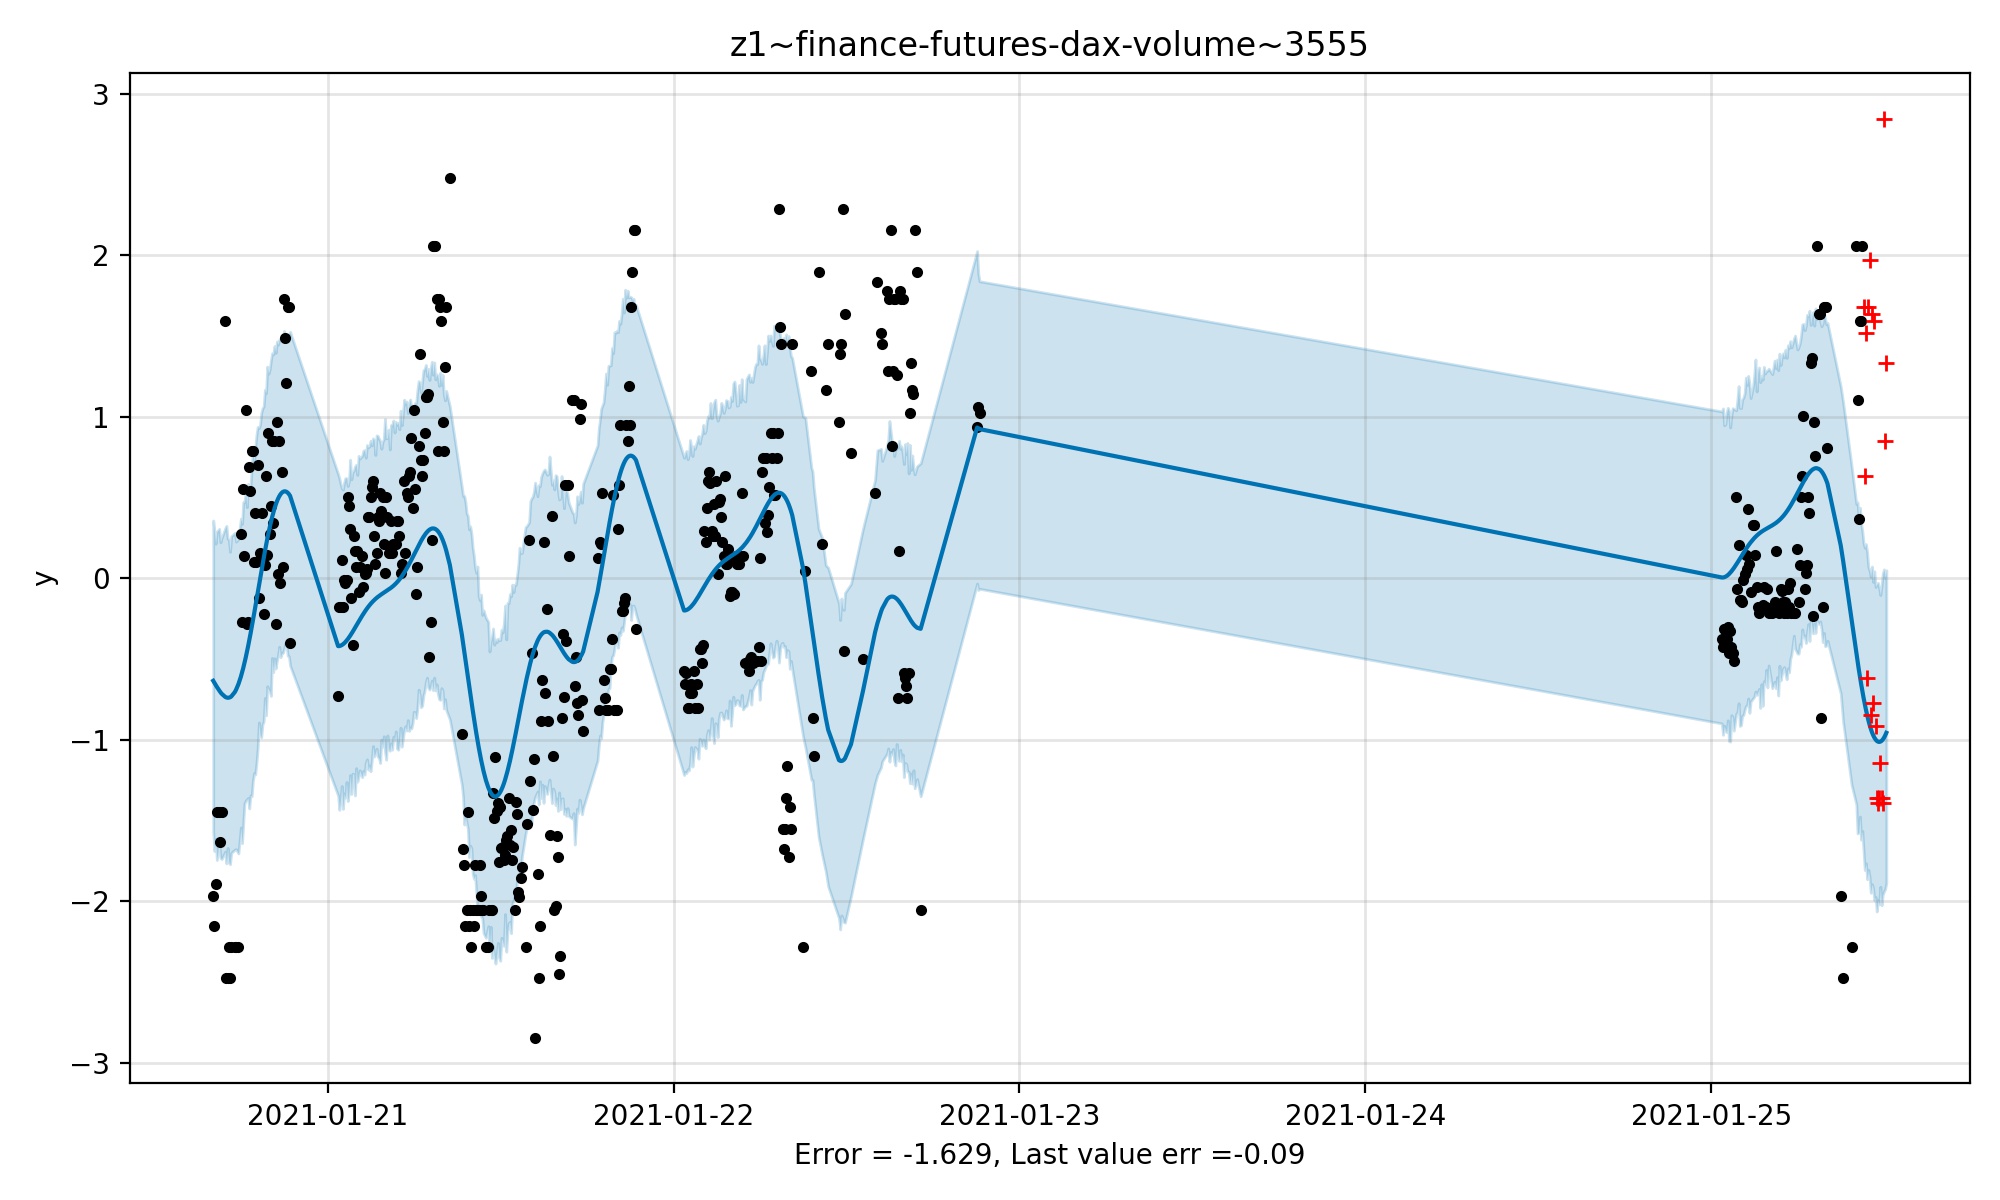 z1~finance-futures-dax-volume~3555
3
2
1
0
−1
−2
−3
y
2021-01-21 2021-01-22 2021-01-23 2021-01-24 2021-01-25
Error = -1.629, Last value err =-0.09